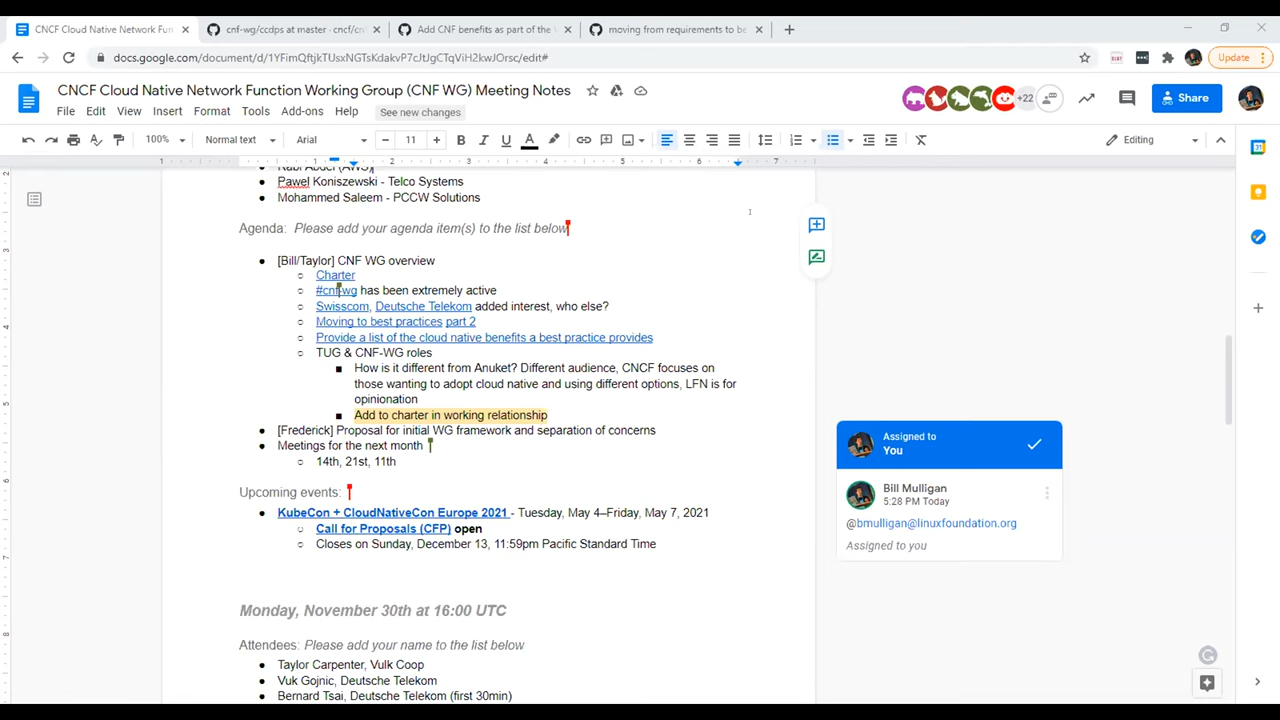 CNCF Cloud Native Network Fun
cnf-wg/ccdps at master · cncf/cn
Add CNF benefits as part of the
moving from requirements to be
docs.google.com/document/d/1YFimQftjkTUsxNGTsKdakvP7cJtJgCTqViH2kwJOrsc/edit#
Update
CNCF Cloud Native Network Function Working Group (CNF WG) Meeting Notes
+22
Share
File Edit View Insert Format Tools Add-ons Help See new changes
100% Normal text Arial 11 Editing
1 1 2 3 4 5 6 7
Rabi Abdel (AWS)
Pawel Koniszewski - Telco Systems
Mohammed Saleem - PCCW Solutions
Agenda: Please add your agenda item(s) to the list below
[Bill/Taylor] CNF WG overview
Charter
#cnf-wg has been extremely active
Swisscom, Deutsche Telekom added interest, who else?
Moving to best practices part 2
Provide a list of the cloud native benefits a best practice provides
TUG & CNF-WG roles
How is it different from Anuket? Different audience, CNCF focuses on
those wanting to adopt cloud native and using different options, LFN is for
opinionation
Add to charter in working relationship
[Frederick] Proposal for initial WG framework and separation of concerns
Meetings for the next month
14th, 21st, 11th
Upcoming events:
KubeCon + CloudNativeCon Europe 2021 - Tuesday, May 4–Friday, May 7, 2021
Call for Proposals (CFP) open
Closes on Sunday, December 13, 11:59pm Pacific Standard Time
Monday, November 30th at 16:00 UTC
Attendees: Please add your name to the list below
Taylor Carpenter, Vulk Coop
Vuk Gojnic, Deutsche Telekom
Bernard Tsai, Deutsche Telekom (first 30min)
Assigned to
You
Bill Mulligan
5:28 PM Today
@bmulligan@linuxfoundation.org
Assigned to you